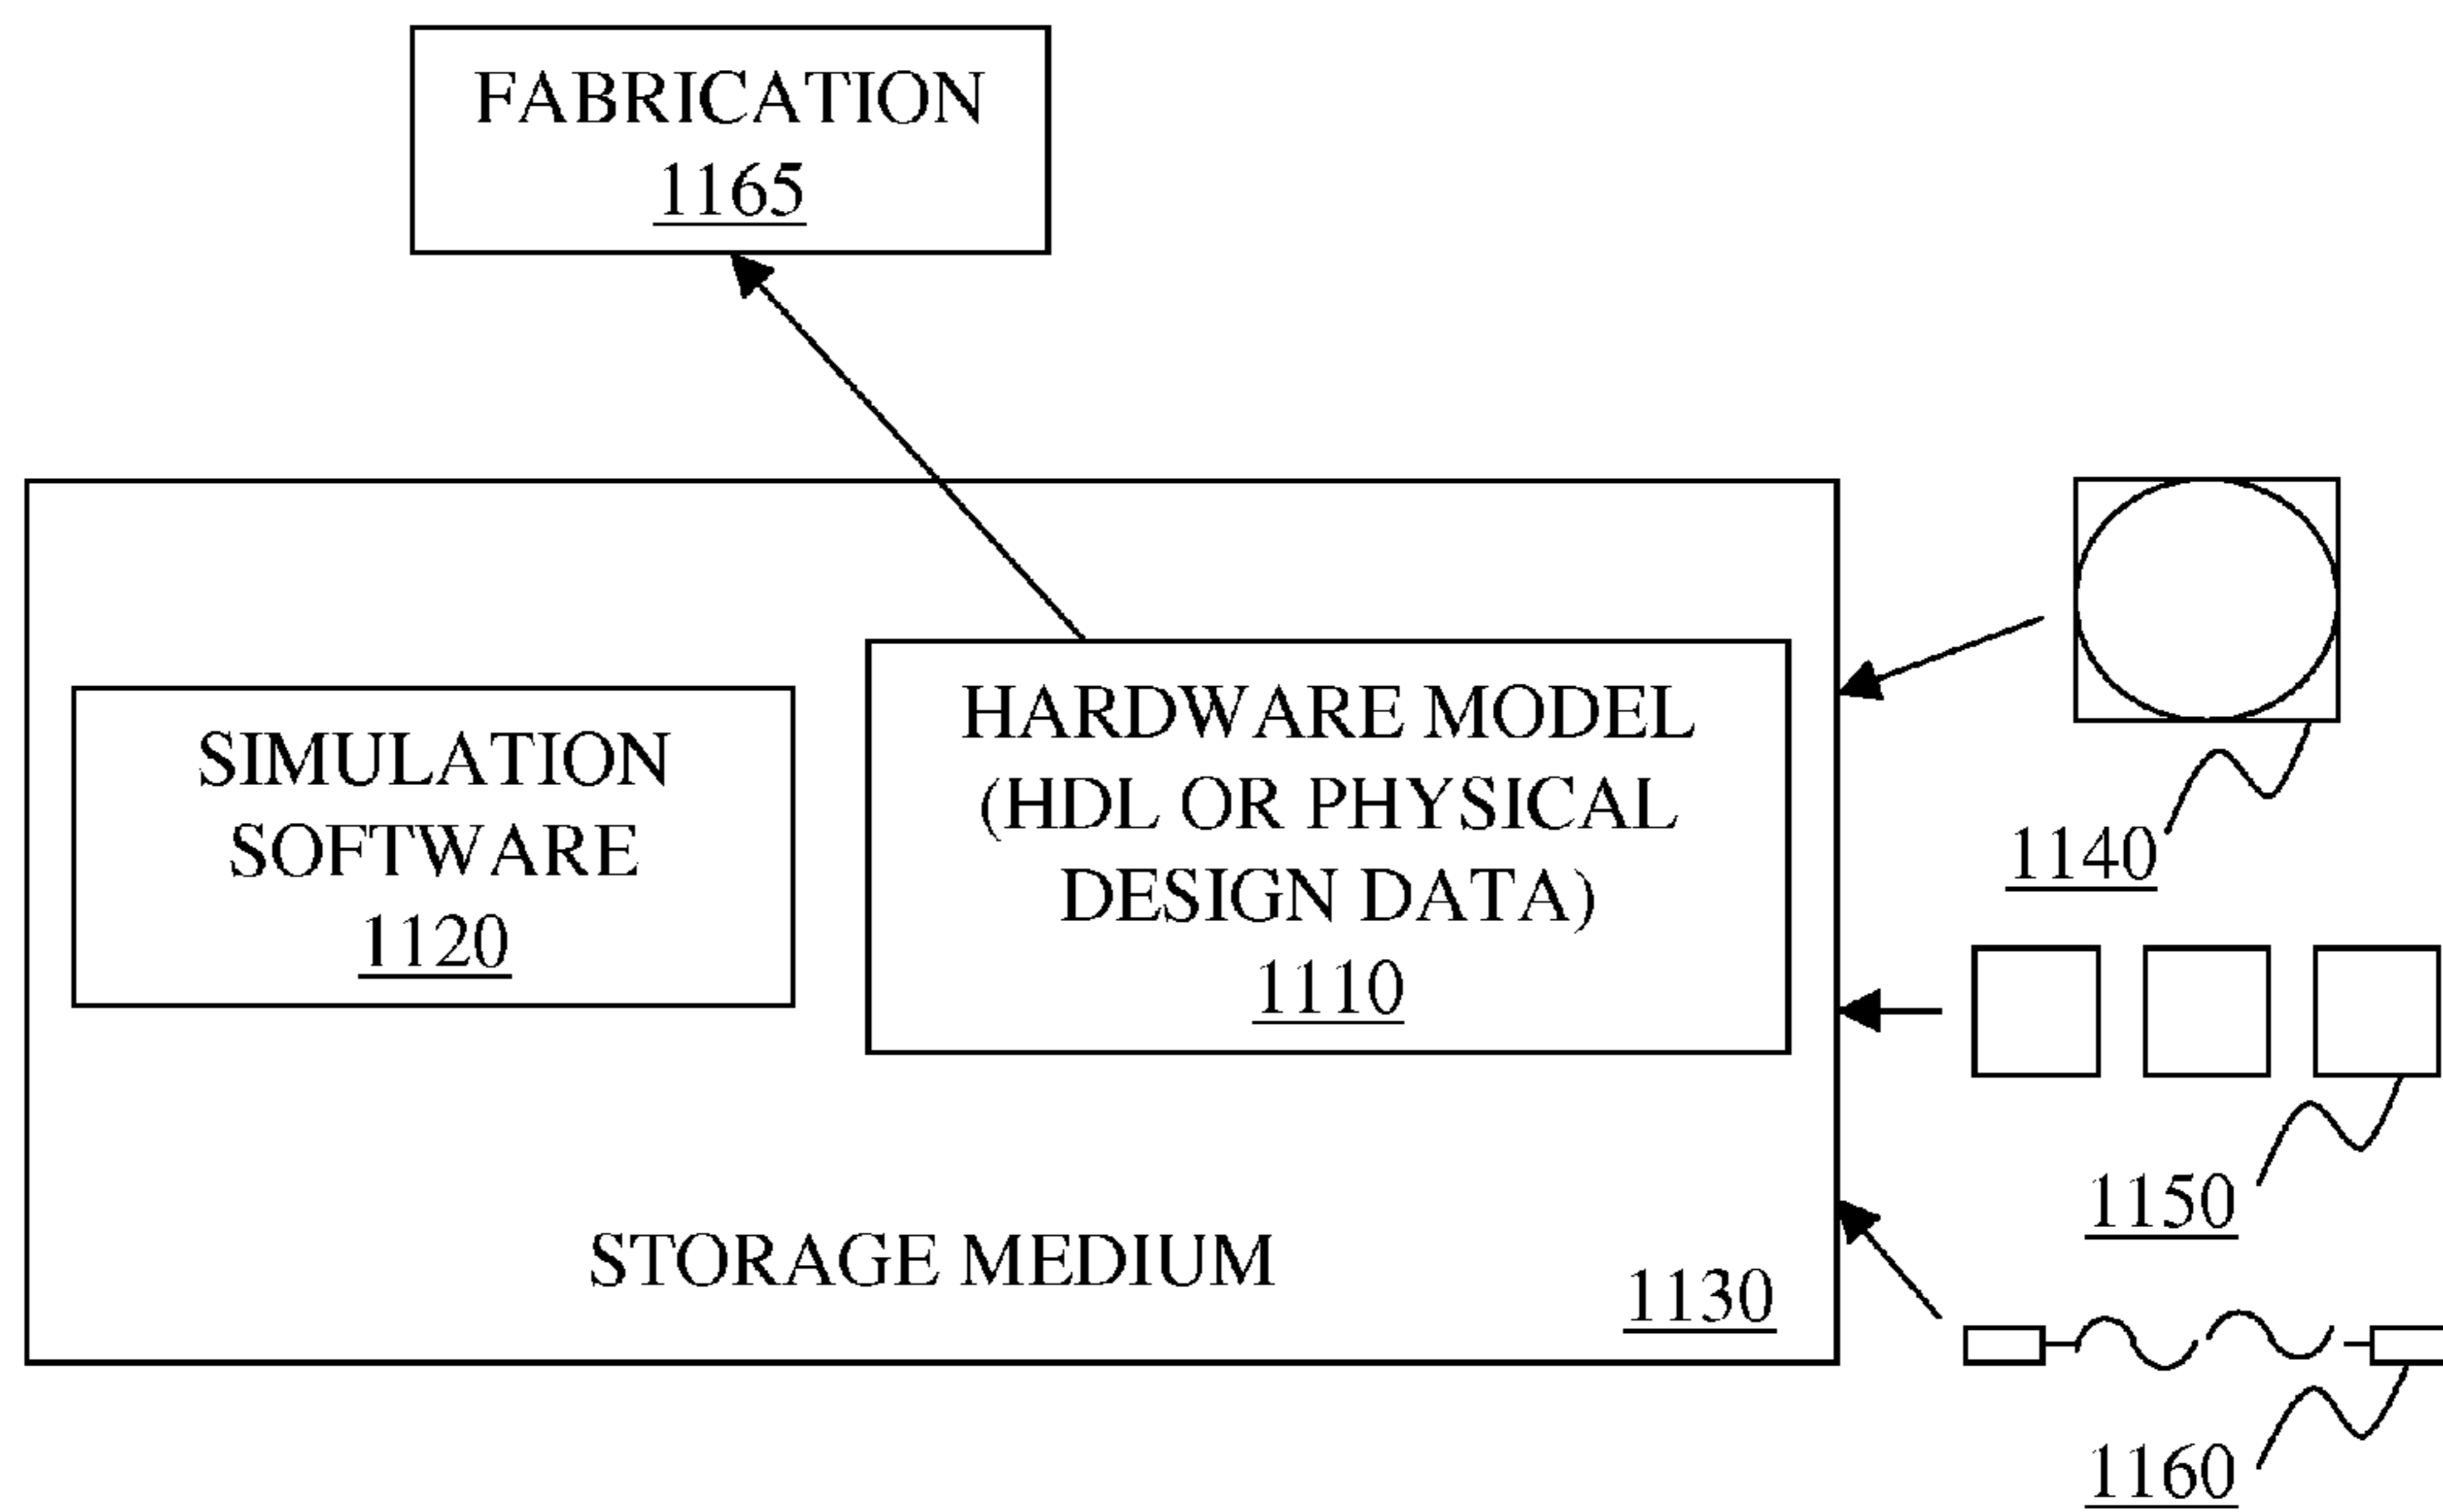 FABRICATION
1165
SIMULATION
SOFTWARE
1120
HARDWARE MODEL
(HDL OR PHYSICAL
DESIGN DATA)
1110
STORAGE MEDIUM
1130
1140
1150
1160